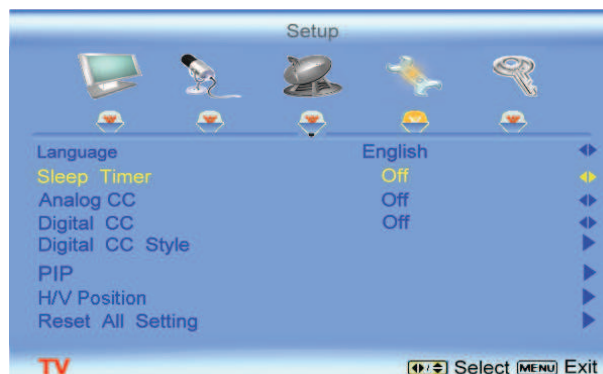 Setup
Language English
Sleep Timer Off
Analog CC Off
Digital CC Off
Digital CC Style
PIP
H/V Position
Reset All Setting
TV Select MENU Exit